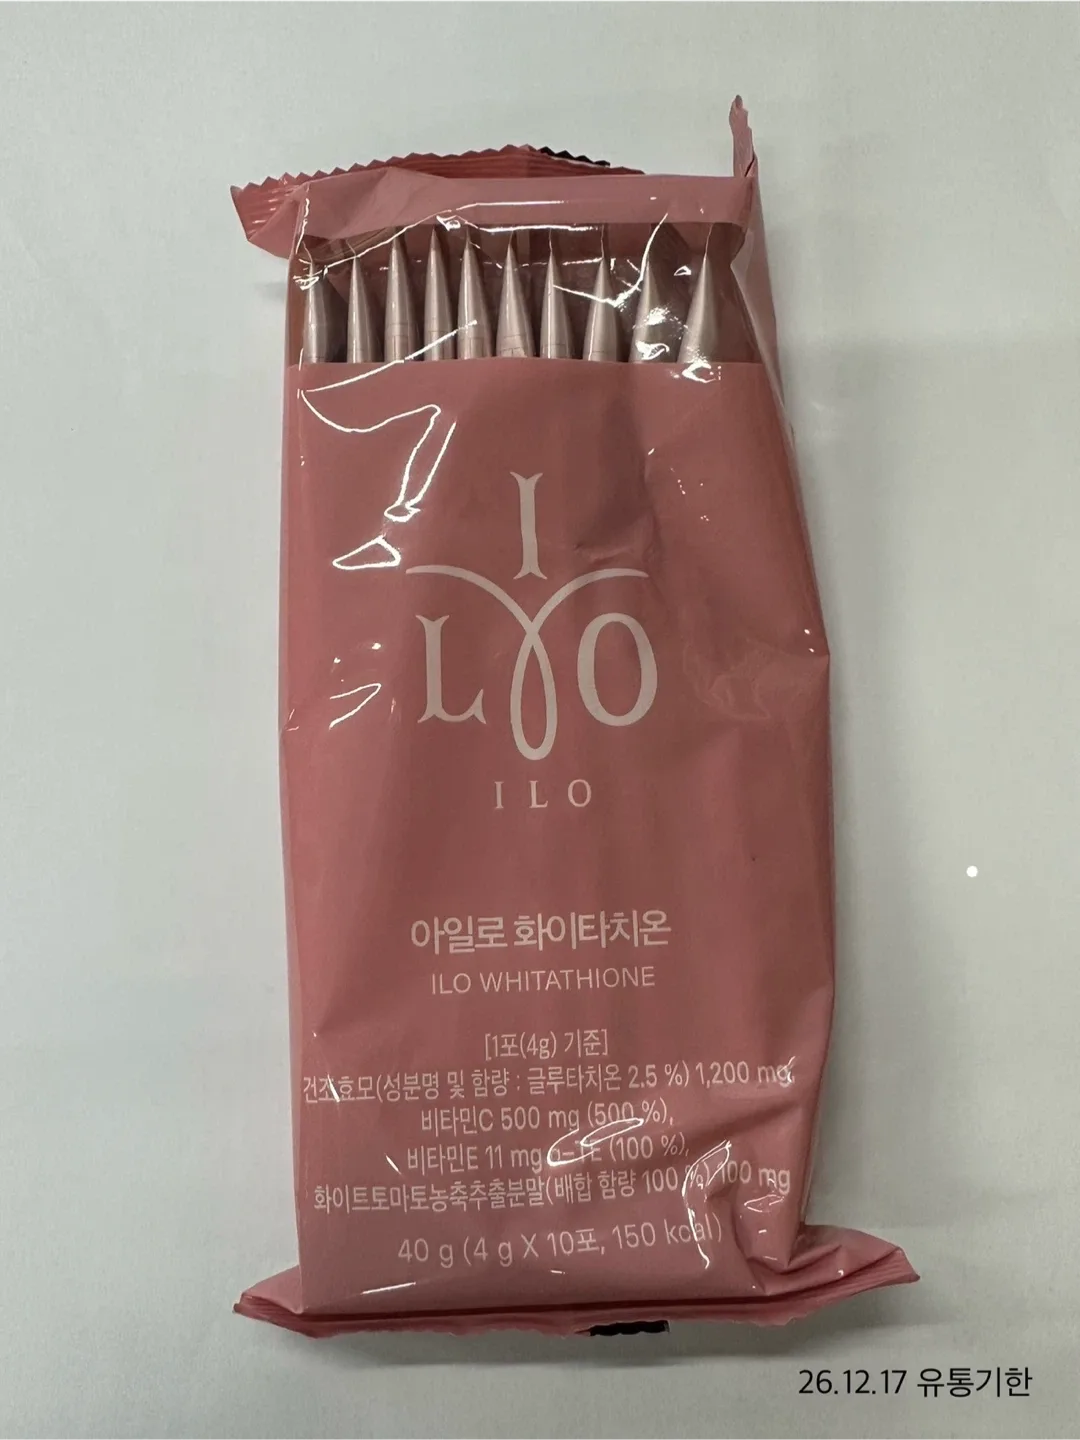 I
L O
ILO
아일로 화이타치온
ILO WHITATHIONE
[1포(4g) 기준]
건조효모(성분명 및 함량 : 글루타치온 2.5 %) 1,200 mg,
비타민C 500 mg (500 %),
비타민E 11 mg α-TE (100 %),
화이트토마토농축추출분말(배합 함량 100 %) 100 mg
40 g (4 g X 10포, 150 kcal)
26.12.17 유통기한